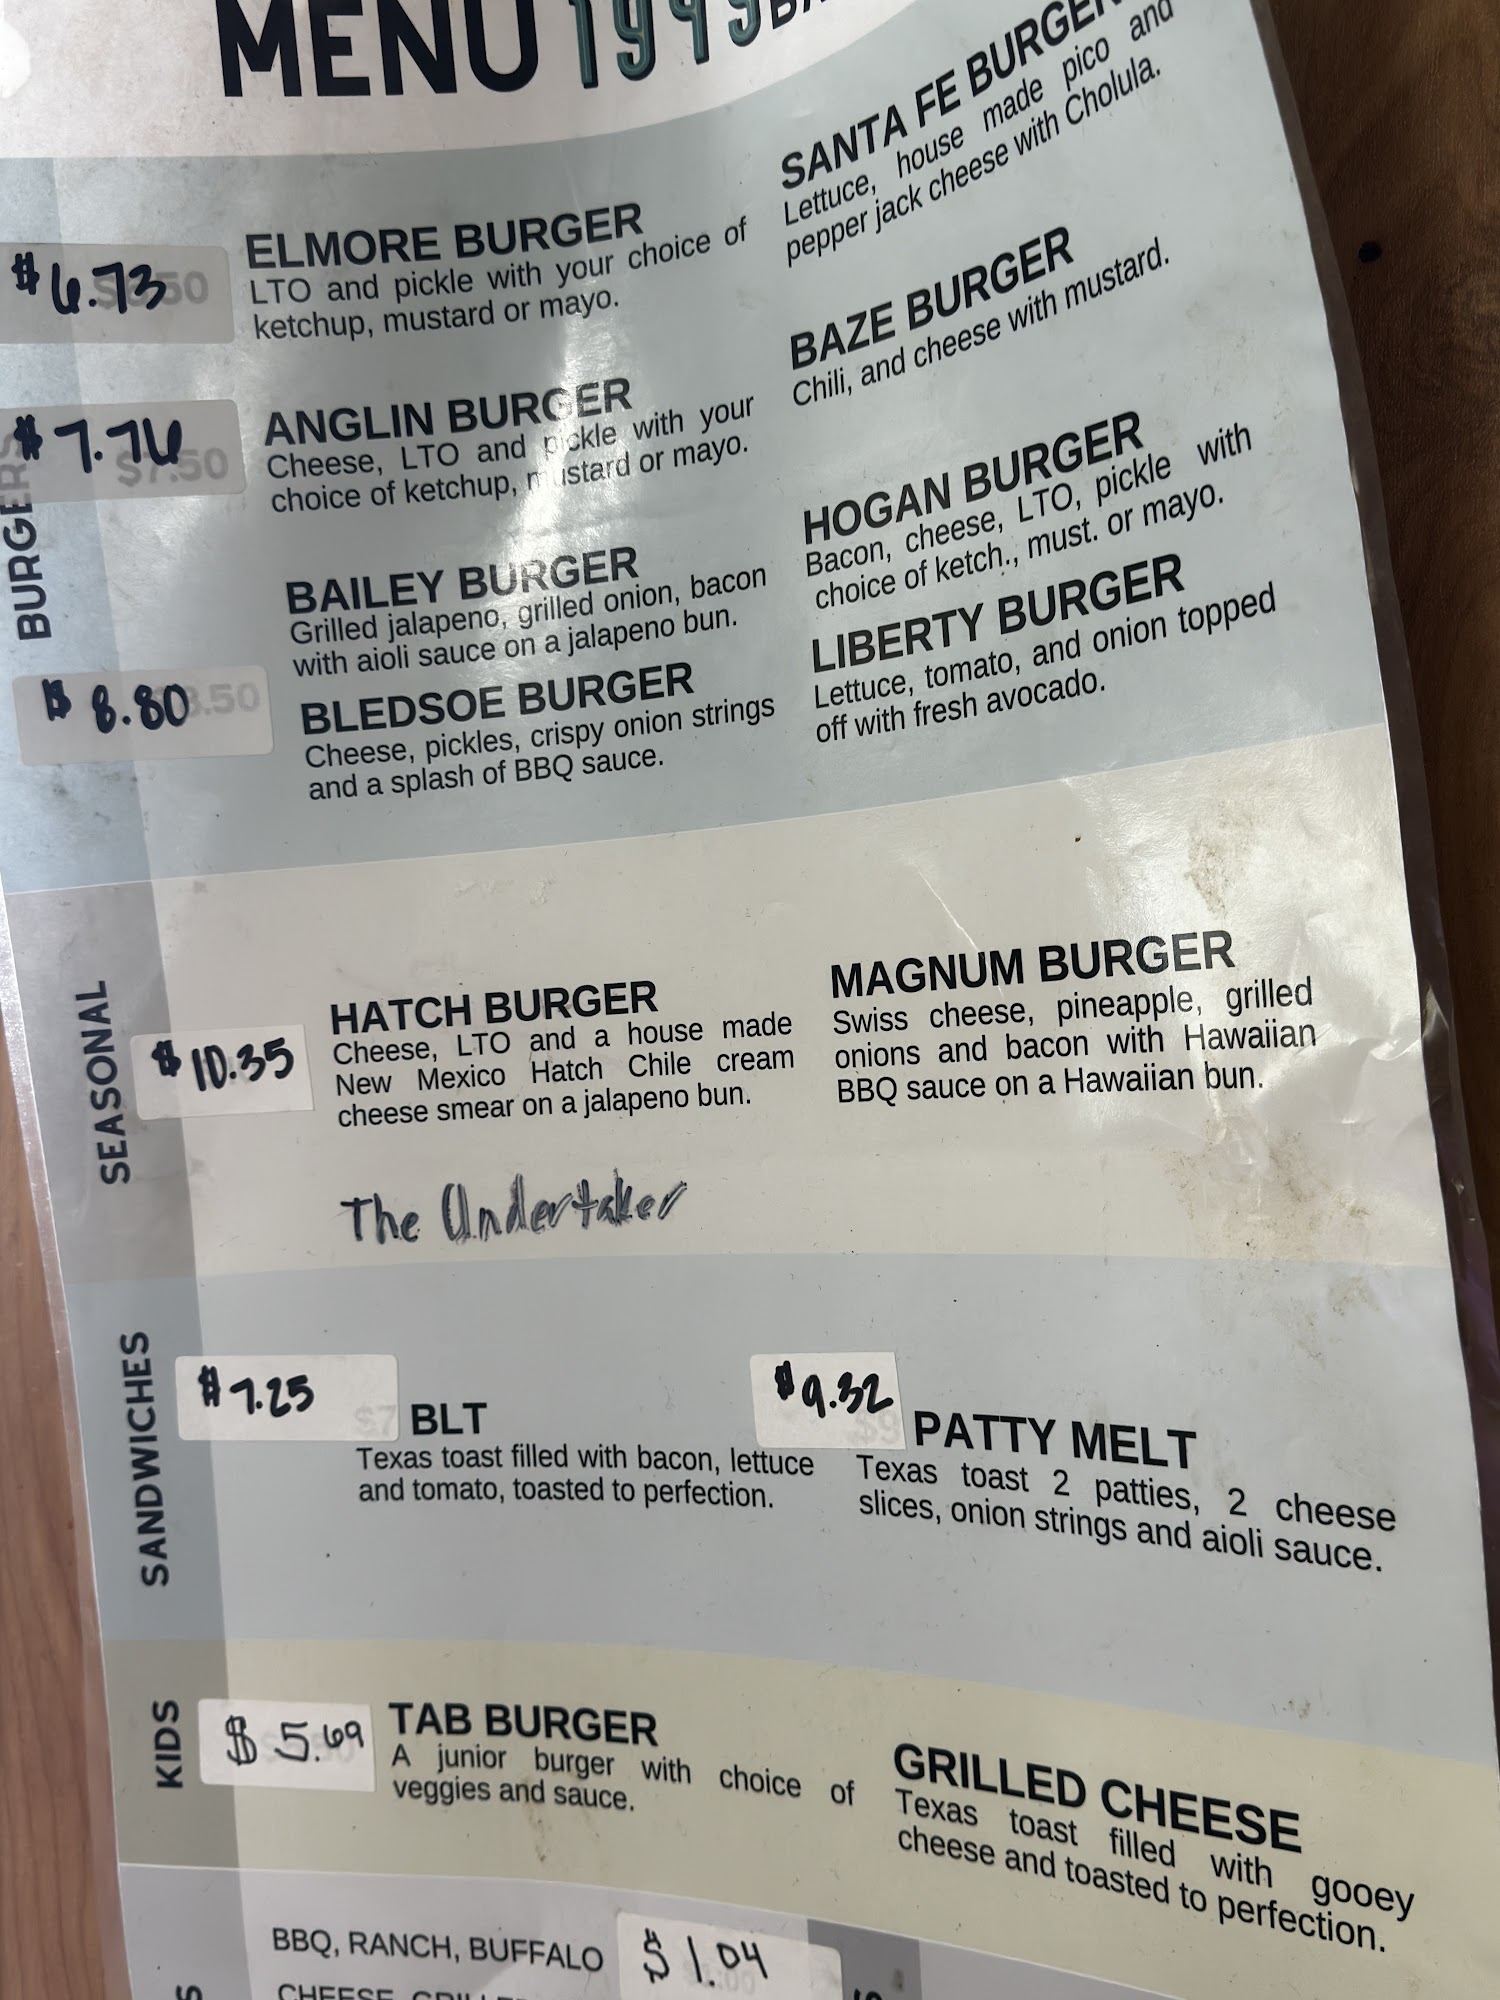 MENU 1995
$6.73
ELMORE BURGER
LTO and pickle with your choice of
ketchup, mustard or mayo.
SANTA FE BURGER
Lettuce, house made pico and
pepper jack cheese with Cholula.
BAZE BURGER
Chili, and cheese with mustard.
BURGERS
$7.76
$7.50
ANGLIN BURGER
Cheese, LTO and pickle with your
choice of ketchup, mustard or mayo.
HOGAN BURGER
Bacon, cheese, LTO, pickle with
choice of ketch., must. or mayo.
BAILEY BURGER
Grilled jalapeno, grilled onion, bacon
with aioli sauce on a jalapeno bun.
LIBERTY BURGER
Lettuce, tomato, and onion topped
off with fresh avocado.
$8.80
BLEDSOE BURGER
Cheese, pickles, crispy onion strings
and a splash of BBQ sauce.
SEASONAL
$10.35
HATCH BURGER
Cheese, LTO and a house made
New Mexico Hatch Chile cream
cheese smear on a jalapeno bun.
MAGNUM BURGER
Swiss cheese, pineapple, grilled
onions and bacon with Hawaiian
BBQ sauce on a Hawaiian bun.
The Undertaker
SANDWICHES
$7.25
BLT
Texas toast filled with bacon, lettuce
and tomato, toasted to perfection.
$9.32
PATTY MELT
Texas toast 2 patties, 2 cheese
slices, onion strings and aioli sauce.
KIDS
$5.69
TAB BURGER
A junior burger with choice of
veggies and sauce.
GRILLED CHEESE
Texas toast filled with gooey
cheese and toasted to perfection.
BBQ, RANCH, BUFFALO
$1.04
CHEESE,